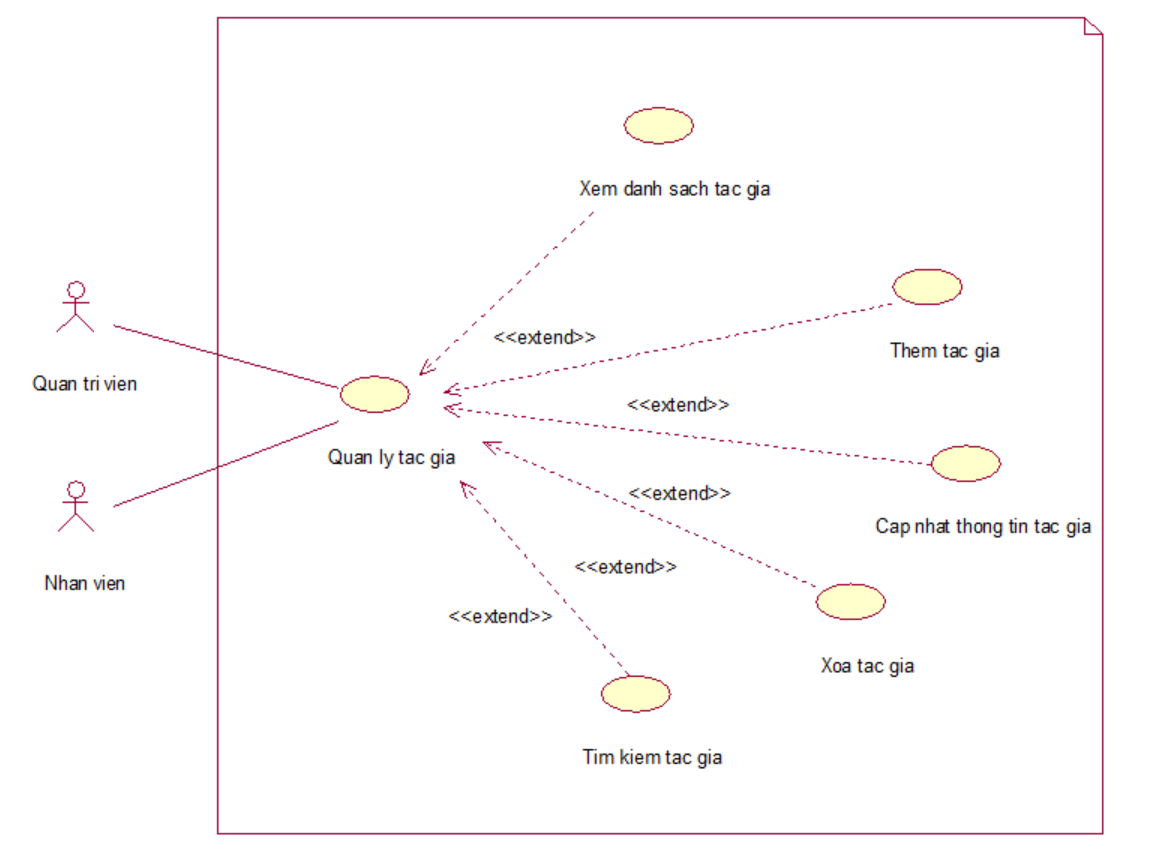 Xem danh sach tac gia
<<extend>>
Them tac gia
Quan tri vien
<<extend>>
Quan ly tac gia
<<extend>>
Cap nhat thong tin tac gia
<<extend>>
Nhan vien
<<extend>>
Xoa tac gia
Tim kiem tac gia